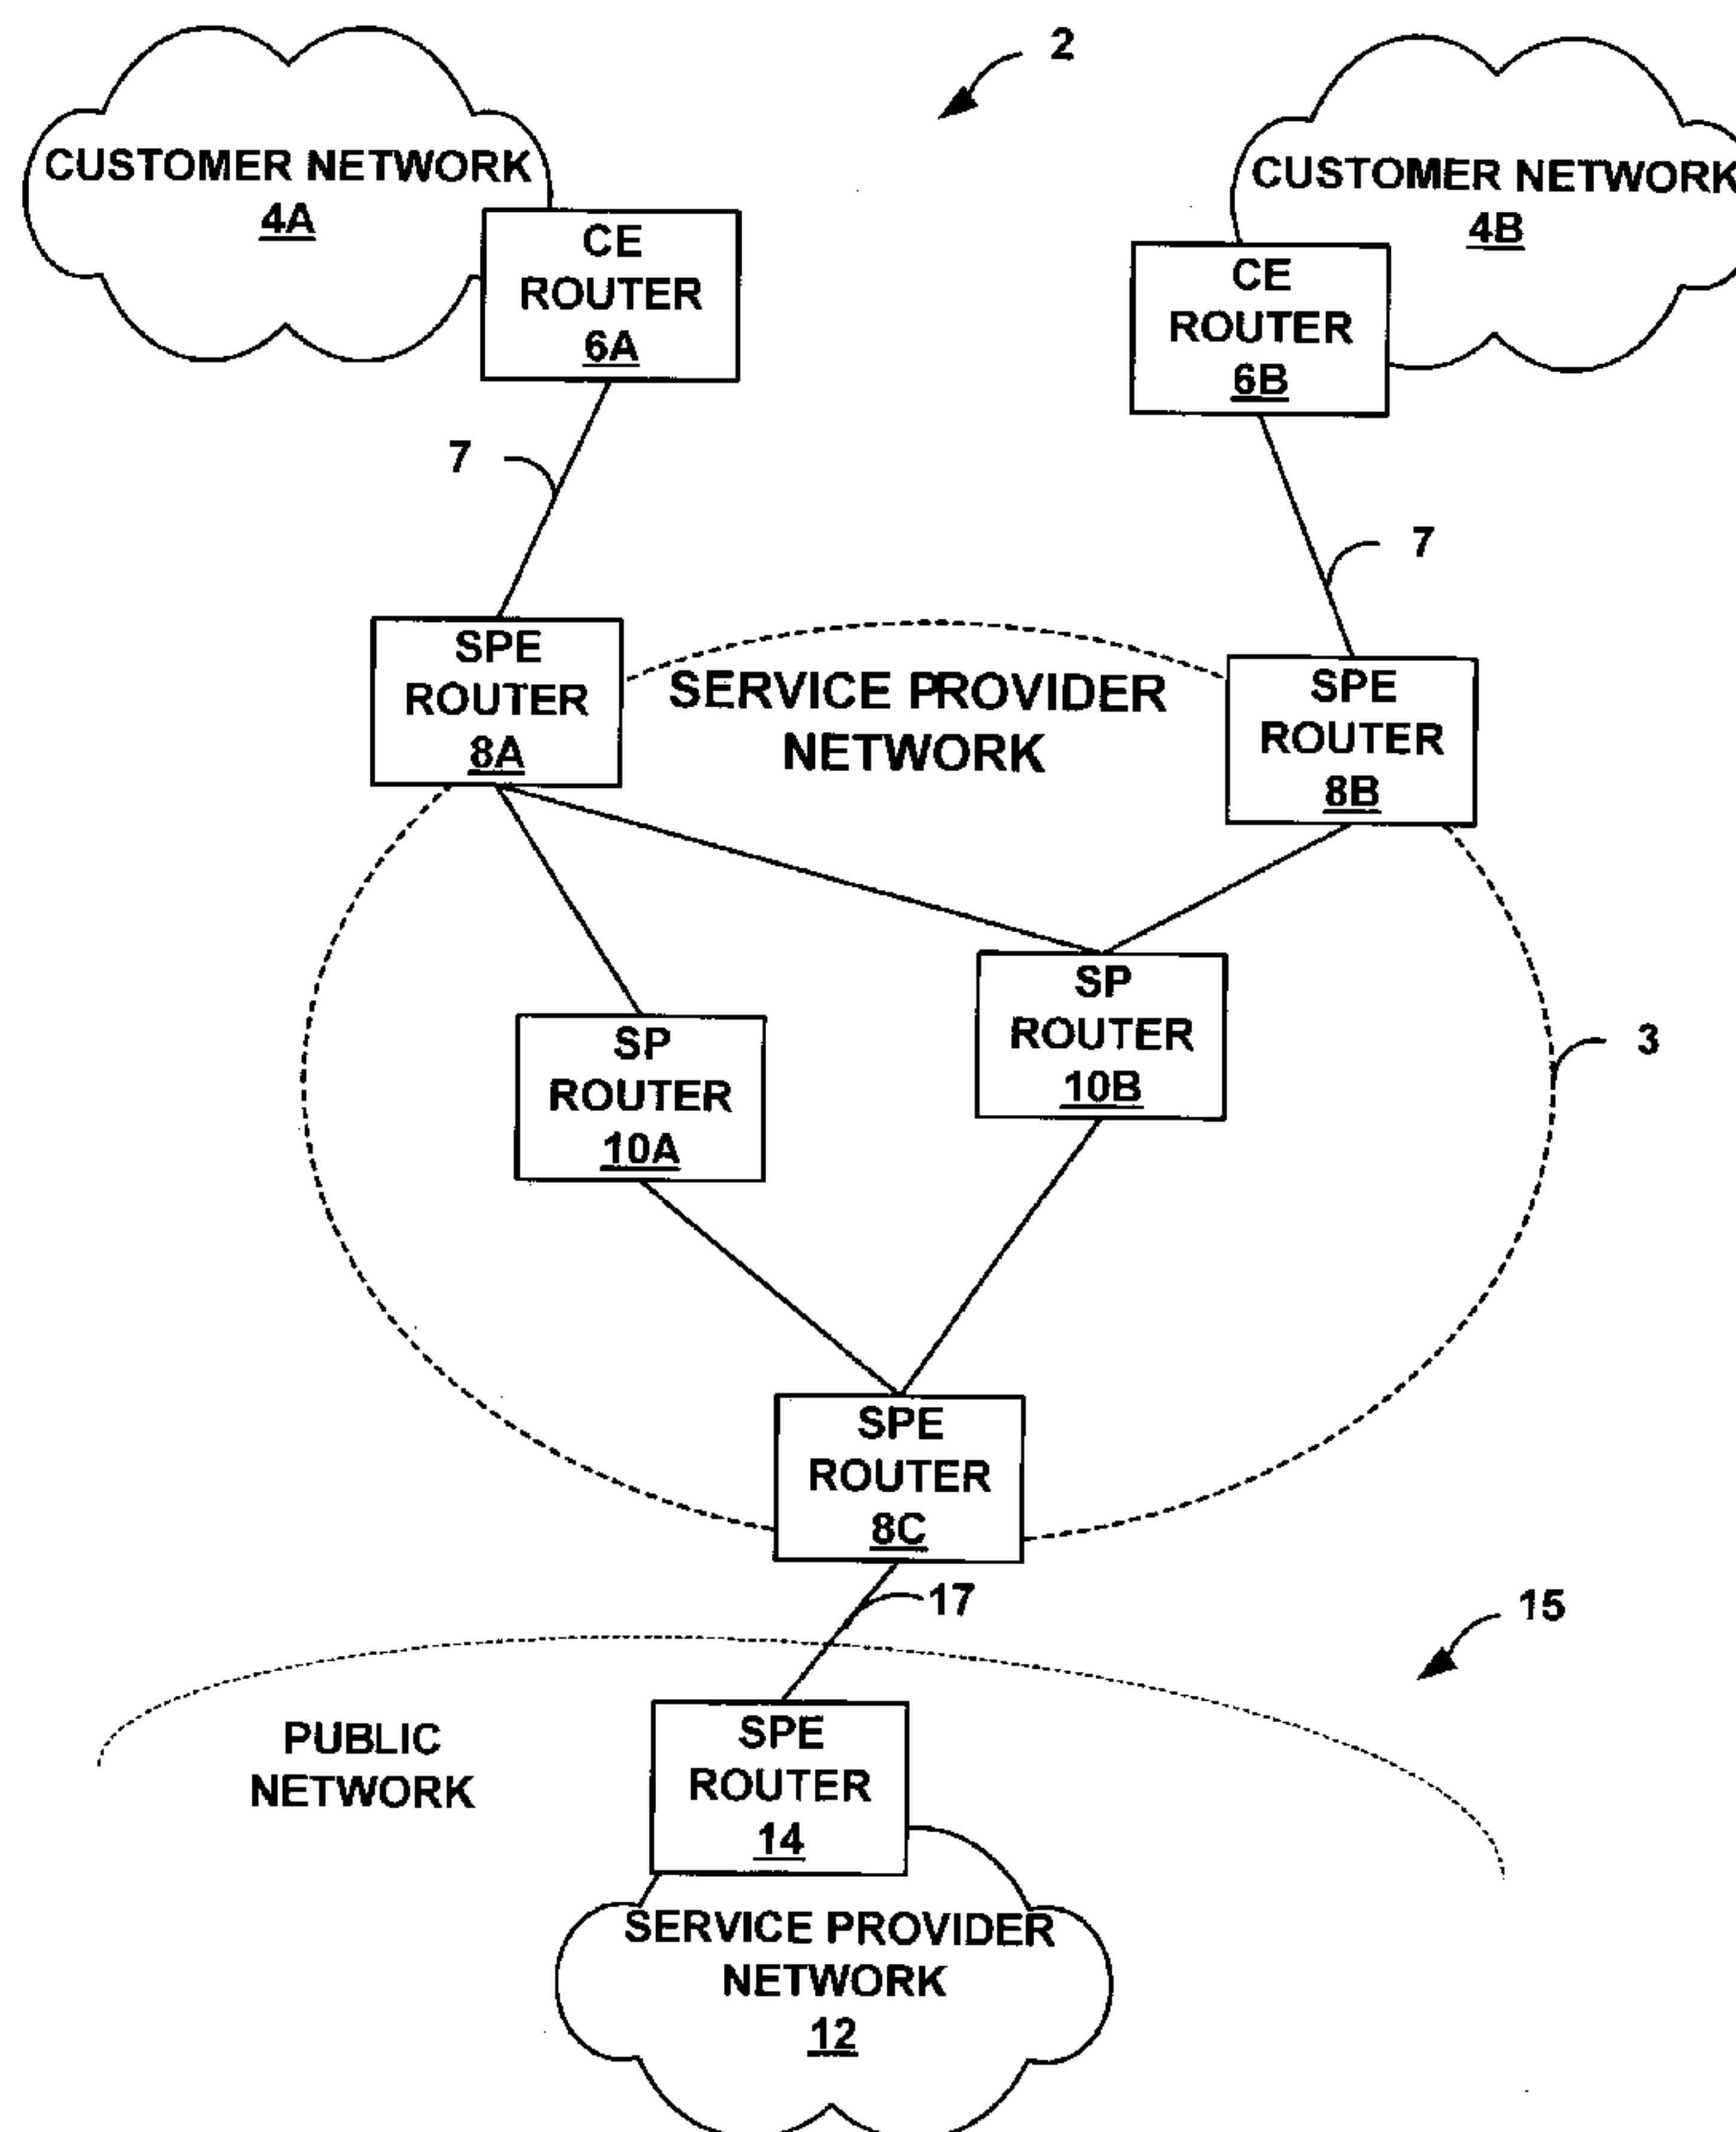 2
CUSTOMER NETWORK
4A
CUSTOMER NETWORK
4B
CE
ROUTER
6A
CE
ROUTER
6B
7
7
SPE
ROUTER
8A
SERVICE PROVIDER
NETWORK
SPE
ROUTER
8B
SP
ROUTER
10A
SP
ROUTER
10B
3
SPE
ROUTER
8C
17
15
PUBLIC
NETWORK
SPE
ROUTER
14
SERVICE PROVIDER
NETWORK
12